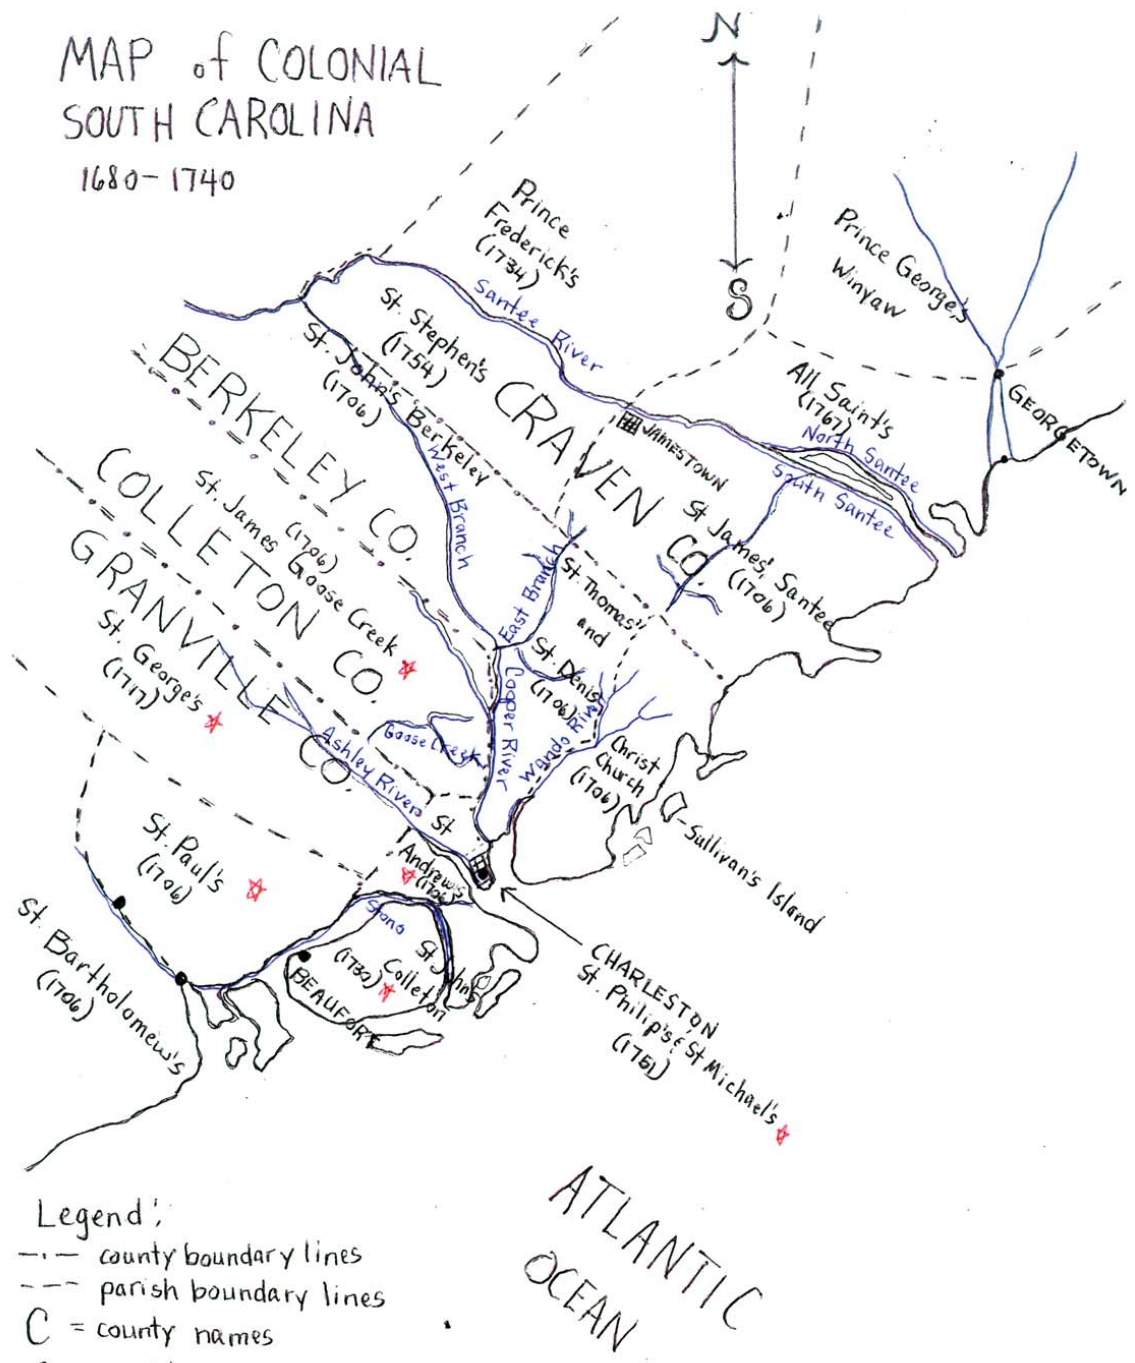 MAP of COLONIAL
SOUTH CAROLINA
1680-1740
N
S
Prince
Frederick's
(1734)
Prince George's
Winyaw
Santee River
St. Stephen's
(1754)
St. John's Berkeley
(1706)
BERKELEY CO.
CRAVEN CO.
All Saint's
(1767)
North Santee
South Santee
GEORGETOWN
JAMESTOWN
COLLETON CO.
St. James Goose Creek
(1706)
West Branch
East Branch
St James, Santee
(1706)
GRANVILLE CO.
St. Thomas'
and
St. Denis
(1706)
St. George's
(1717)
Cooper River
Wando River
Goose Creek
Ashley River
Christ
Church
(1706)
Sullivan's Island
St
Andrew's
(1706)
St. Paul's
(1706)
Stono
St Johns
Colleton
(1730)
BEAUFORT
St. Bartholomew's
(1706)
CHARLESTON
St. Philip's & St Michael's
(1751)
ATLANTIC
OCEAN
Legend:
county boundary lines
parish boundary lines
C = county names